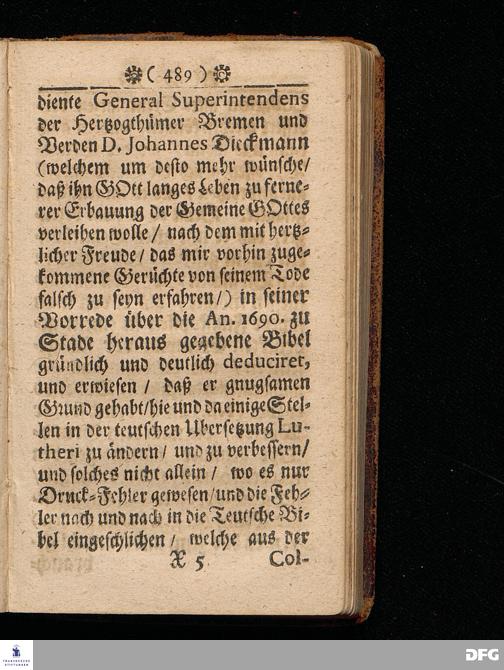 ( 489 )
diente General Superintendens
der Hertzogthümer Bremen und
Verden D. Johannes Dieckmann
(welchem um desto mehr wünsche/
daß ihn GOtt langes Leben zu ferne-
rer Erbauung der Gemeine GOttes
verleihen wolle / nach dem mit hertz-
licher Freude / das mir vorhin zuge-
kommene Gerüchte von seinem Tode
falsch zu seyn erfahren/) in seiner
Vorrede über die An. 1690. zu
Stade heraus gegebene Bibel
gründlich und deutlich deduciret,
und erwiesen / daß er gnugsamen
Grund gehabt/hie und da einige Stel-
len in der teutschen Ubersetzung Lu-
theri zu ändern / und zu verbessern/
und solches nicht allein / wo es nur
Druck-Fehler gewesen/und die Feh-
ler nach und nach in die Teutsche Bi-
bel eingeschlichen / welche aus der
X 5 Col-
FRANCKESCHE STIFTUNGEN
DFG